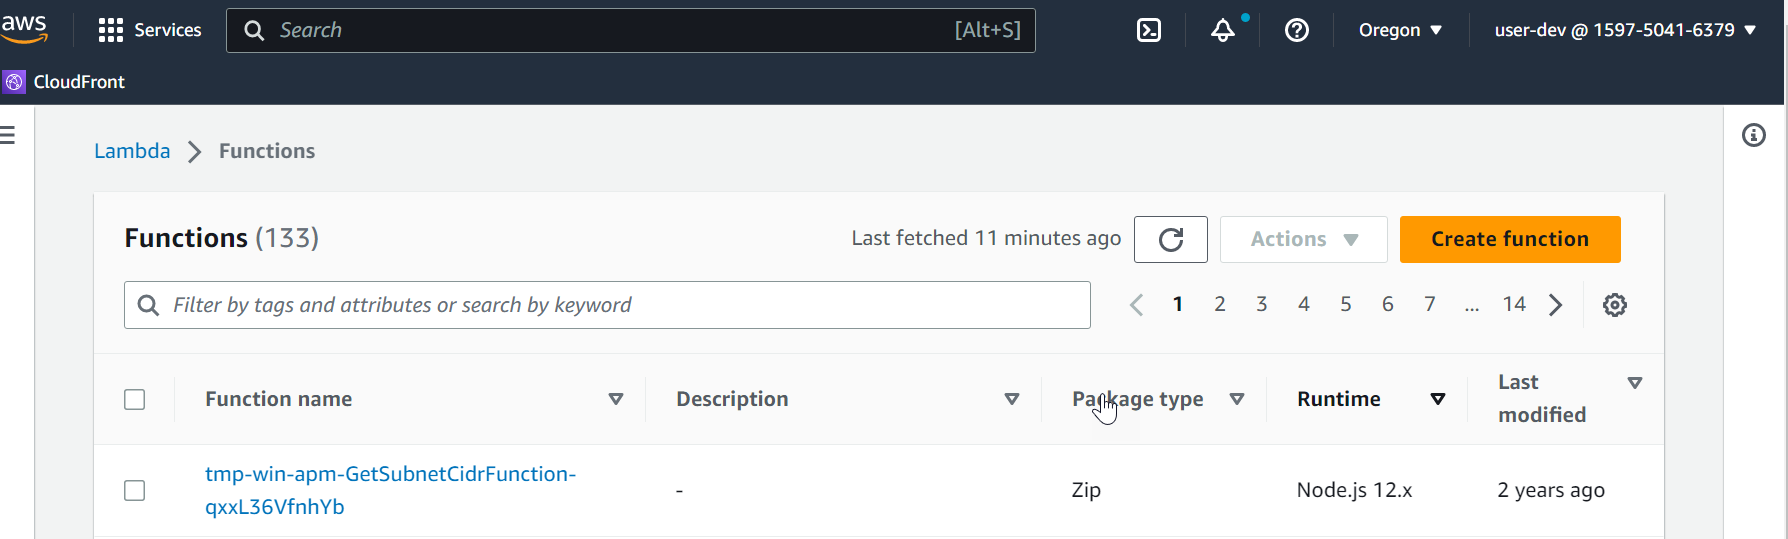 aws
Services
Search
[Alt+S]
Oregon
user-dev @ 1597-5041-6379
CloudFront
Lambda
Functions
Functions (133)
Last fetched 11 minutes ago
Actions
Create function
Filter by tags and attributes or search by keyword
1 2 3 4 5 6 7 ... 14
Function name
Description
Package type
Runtime
Last
modified
tmp-win-apm-GetSubnetCidrFunction-
qxxL36VfnhYb
-
Zip
Node.js 12.x
2 years ago